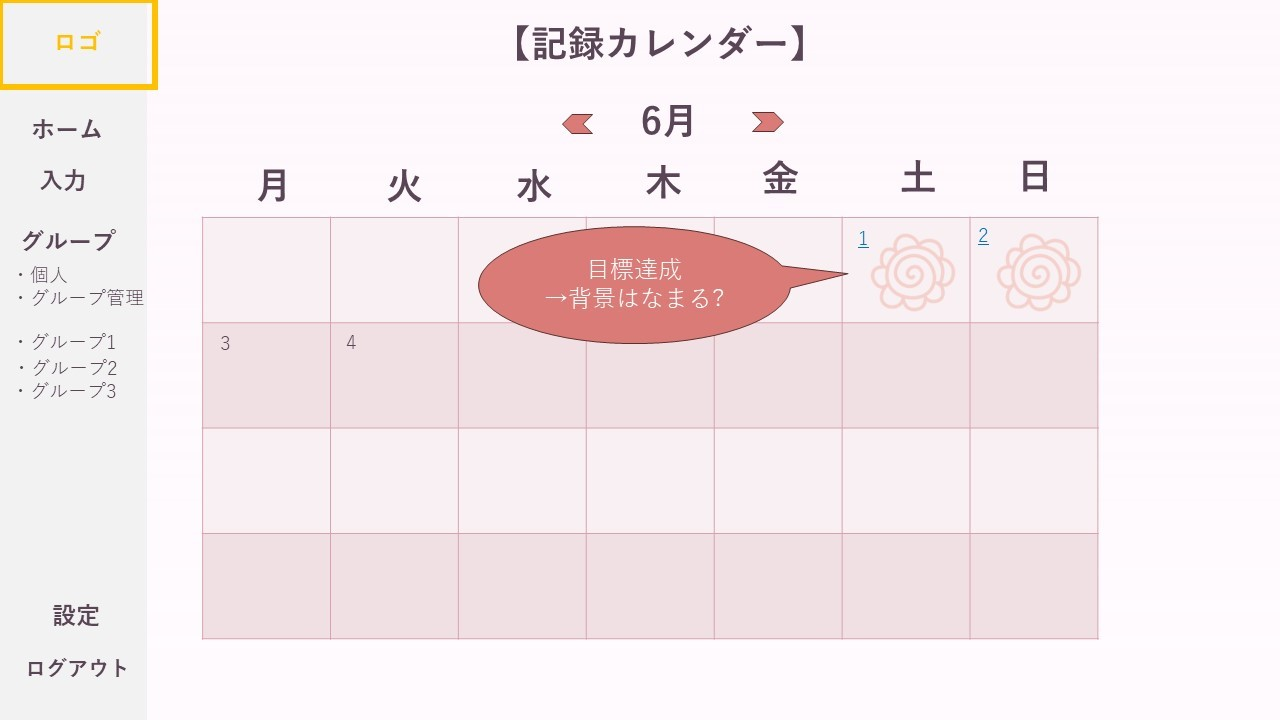 ロゴ
ホーム
入力
グループ
・個人
・グループ管理
・グループ1
・グループ2
・グループ3
設定
ログアウト
【記録カレンダー】
6月
月 火 水 木 金 土 日
目標達成
→背景はなまる?
1 2
3 4